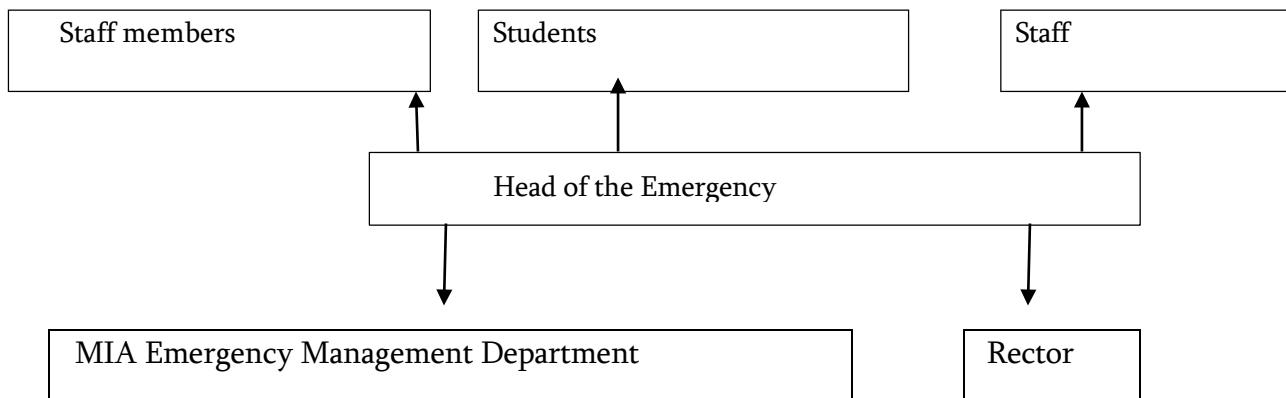 Staff members
Students
Staff
Head of the Emergency
MIA Emergency Management Department
Rector